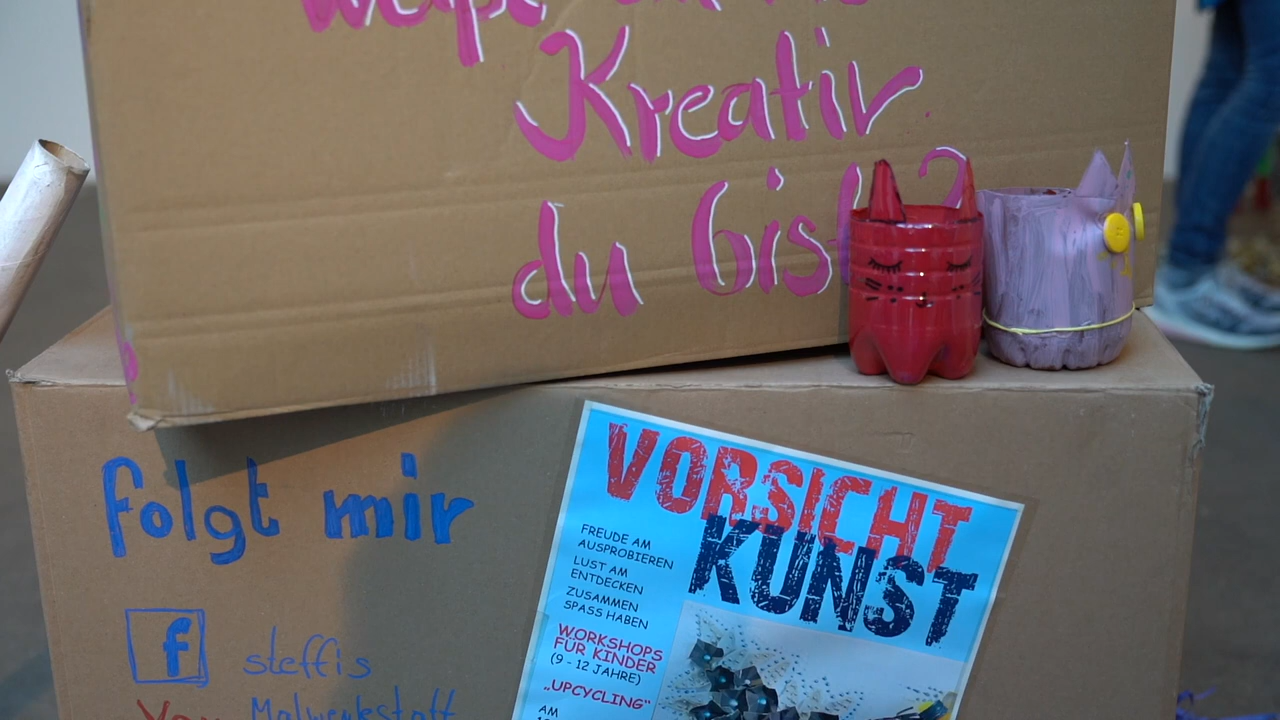 Kreativ
du bist?
folgt mir
f steffis
Malwerkstatt
VORSICHT
KUNST
FREUDE AM
AUSPROBIEREN
LUST AM
ENTDECKEN
ZUSAMMEN
SPASS HABEN
WORKSHOPS
FÜR KINDER
(9 - 12 JAHRE)
„UPCYCLING"
AM